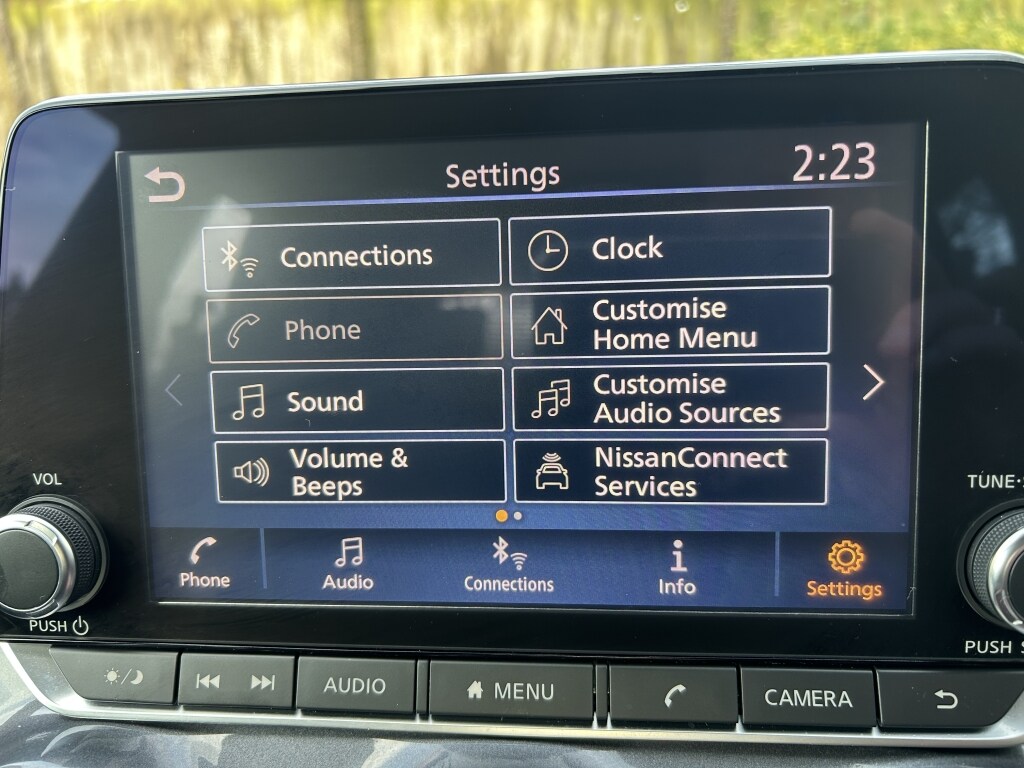 Settings
2:23
Connections
Clock
Phone
Customise
Home Menu
Sound
Customise
Audio Sources
Volume &
Beeps
NissanConnect
Services
Phone
Audio
Connections
Info
Settings
VOL
PUSH
TUNE·
PUSH
AUDIO
MENU
CAMERA